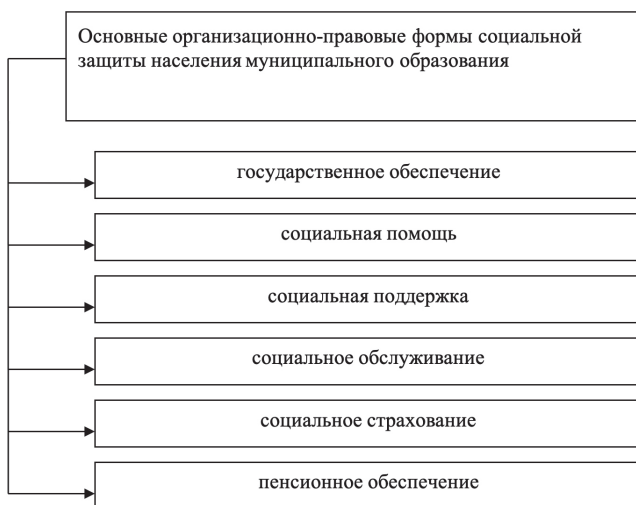 Основные организационно-правовые формы социальной
защиты населения муниципального образования
государственное обеспечение
социальная помощь
социальная поддержка
социальное обслуживание
социальное страхование
пенсионное обеспечение